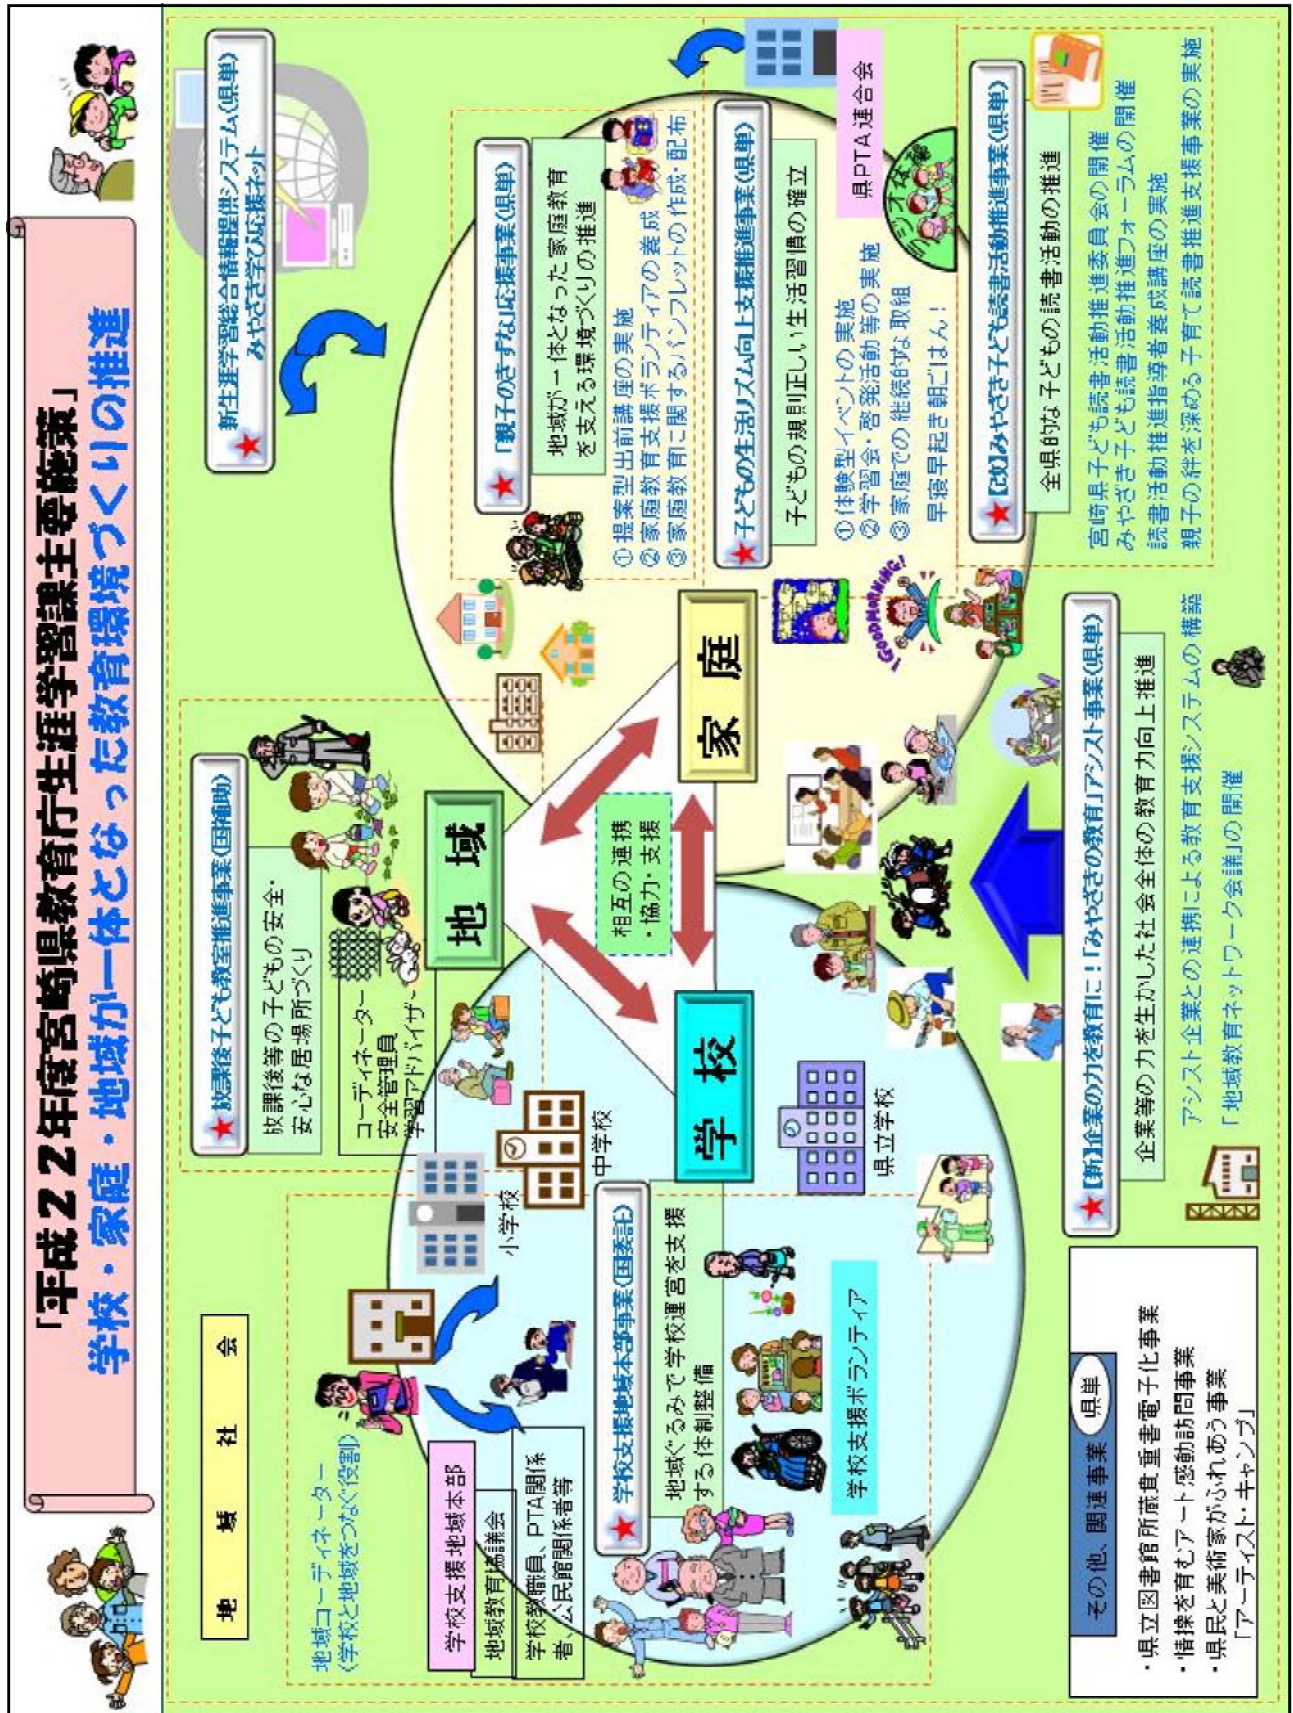 「平成２２年度宮崎県教育庁生涯学習課主要施策」
学校・家庭・地域が一体となった教育環境づくりの推進
地域社会
地域コーディネーター
(学校と地域をつなぐ役割)
学校支援地域本部
地域教育協議会
学校教職員、PTA関係
者、公民館関係者等
小学校
中学校
★学校支援地域本部事業(国委託)
地域ぐるみで学校運営を支援
する体制整備
学校支援ボランティア
県立学校
学校
★放課後子ども教室推進事業(国補助)
放課後等の子どもの安全・
安心な居場所づくり
コーディネーター
安全管理員
学習アドバイザー
地域
相互の連携
・協力・支援
家庭
★新生涯学習総合情報提供システム(県単)
みやざき学び応援ネット
★「親子のきずな」応援事業(県単)
地域が一体となった家庭教育
を支える環境づくりの推進
①提案型出前講座の実施
②家庭教育支援ボランティアの養成
③家庭教育に関するパンフレットの作成・配布
★子どもの生活リズム向上支援推進事業(県単)
子どもの規則正しい生活習慣の確立
①体験型イベントの実施
②学習会・啓発活動等の実施
③家庭での継続的な取組
早寝早起き朝ごはん！
県PTA連合会
ラジオ体操
GOOD MORNING!
★【改】みやざき子ども読書活動推進事業(県単)
全県的な子どもの読書活動の推進
宮崎県子ども読書活動推進委員会の開催
みやざき子ども読書活動推進フォーラムの開催
読書活動推進指導者養成講座の実施
親子の絆を深める子育て読書推進支援事業の実施
★【新】企業の力を教育に！「みやざきの教育」アシスト事業(県単)
企業等の力を生かした社会全体の教育力向上推進
アシスト企業との連携による教育支援システムの構築
「地域教育ネットワーク会議」の開催
その他、関連事業 県単
・県立図書館所蔵貴重書電子化事業
・情操を育むアート感動訪問事業
・県民と美術家がふれあう事業
「アーティスト・キャンプ」